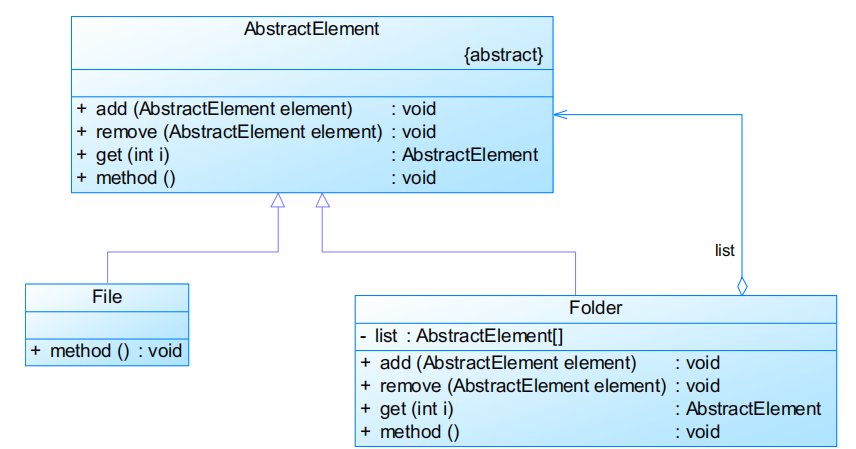 AbstractElement
{abstract}
+ add (AbstractElement element) : void
+ remove (AbstractElement element) : void
+ get (int i) : AbstractElement
+ method () : void
list
File
+ method () : void
Folder
- list : AbstractElement[]
+ add (AbstractElement element) : void
+ remove (AbstractElement element) : void
+ get (int i) : AbstractElement
+ method () : void